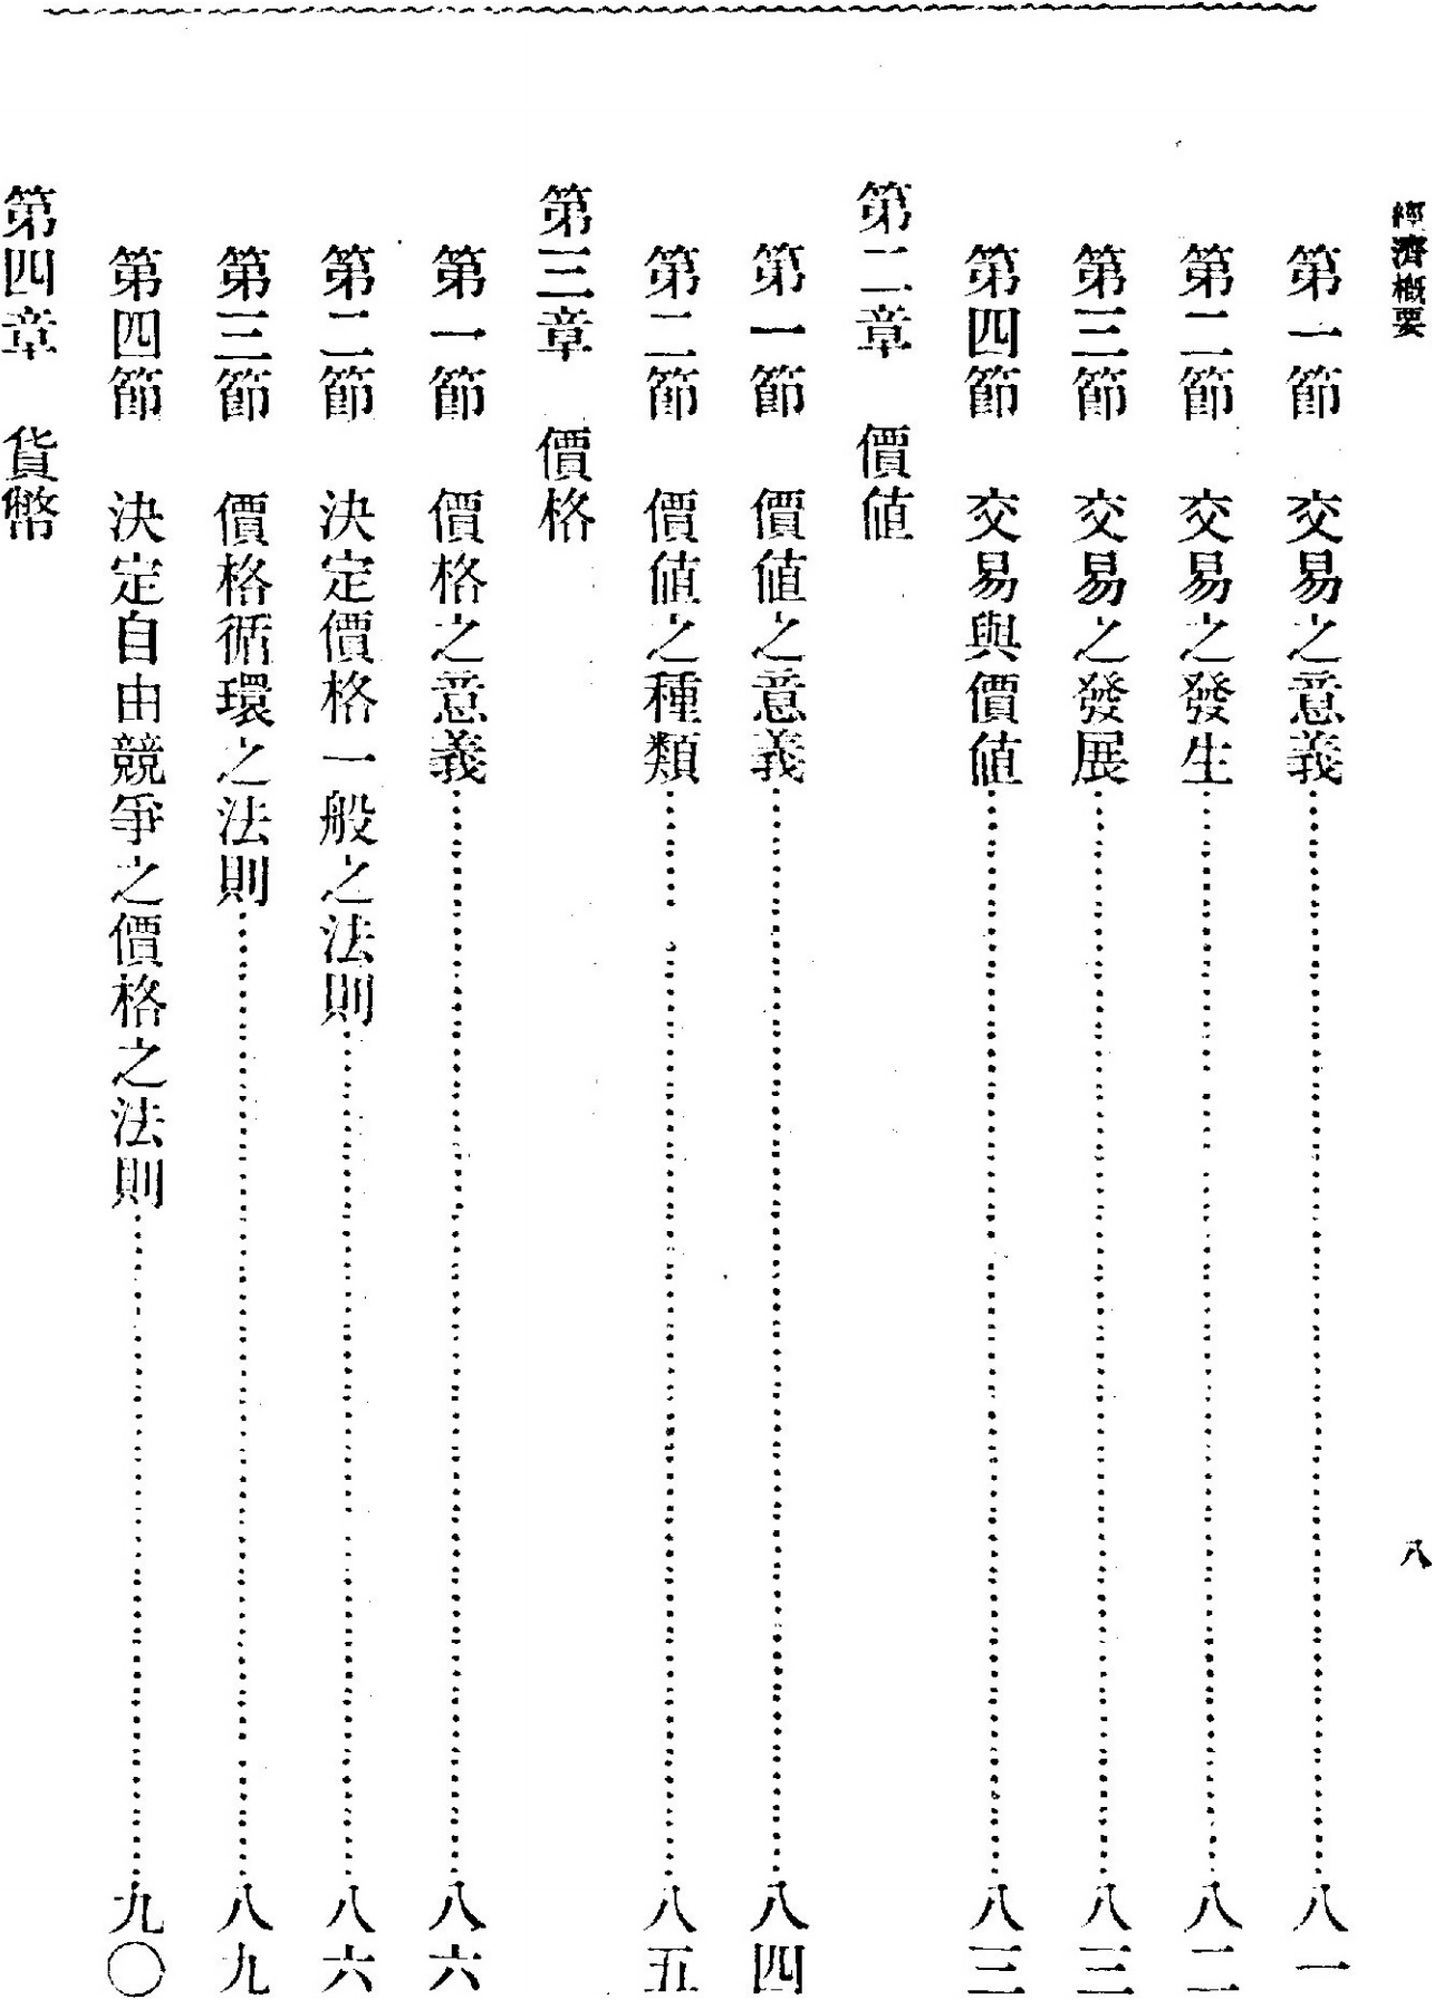 經濟概要
八
第一節　交易之意義……八一
第二節　交易之發生……八二
第三節　交易之發展……八三
第四節　交易與價値……八三
第二章　價値
第一節　價値之意義……八四
第二節　價値之種類……八五
第三章　價格
第一節　價格之意義……八六
第二節　決定價格一般之法則……八六
第三節　價格循環之法則……八九
第四節　決定自由競爭之價格之法則……九〇
第四章　貨幣